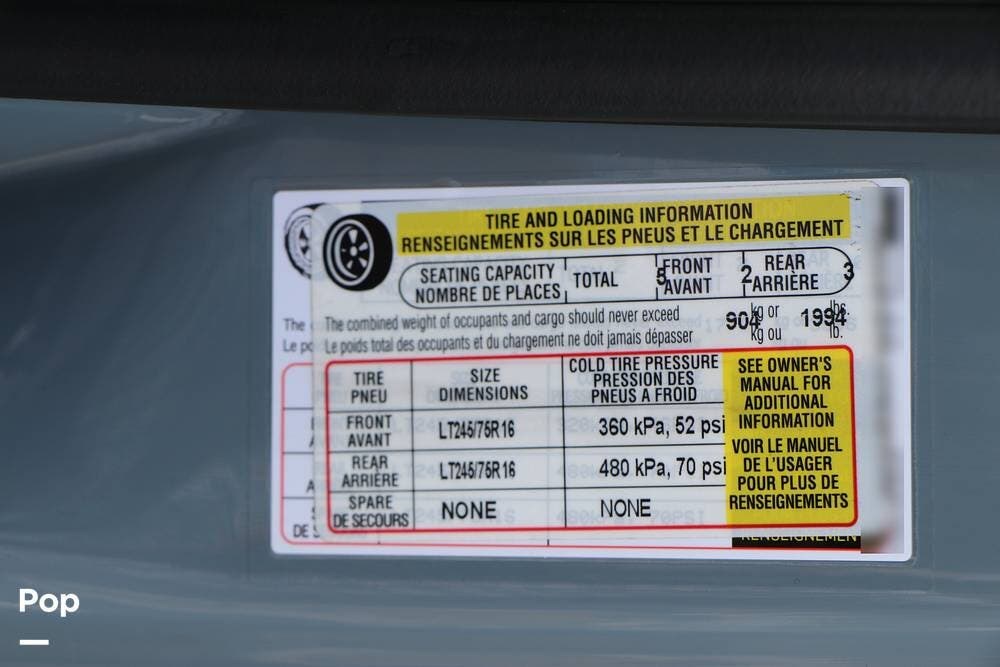 TIRE AND LOADING INFORMATION
RENSEIGNEMENTS SUR LES PNEUS ET LE CHARGEMENT
SEATING CAPACITY
NOMBRE DE PLACES
TOTAL 5
FRONT
AVANT
2
REAR
ARRIÈRE
3
The
Le po
The combined weight of occupants and cargo should never exceed
Le poids total des occupants et du chargement ne doit jamais dépasser
904 kg or
kg ou
1994 lbs
lb.
TIRE
PNEU
SIZE
DIMENSIONS
COLD TIRE PRESSURE
PRESSION DES
PNEUS A FROID
FRONT
AVANT
LT245/75R16
360 kPa, 52 psi
REAR
ARRIÈRE
LT245/75R16
480 kPa, 70 psi
SPARE
DE SECOURS
NONE
NONE
SEE OWNER'S
MANUAL FOR
ADDITIONAL
INFORMATION
VOIR LE MANUEL
DE L'USAGER
POUR PLUS DE
RENSEIGNEMENTS
DE S
RENSEIGNEMEN
Pop